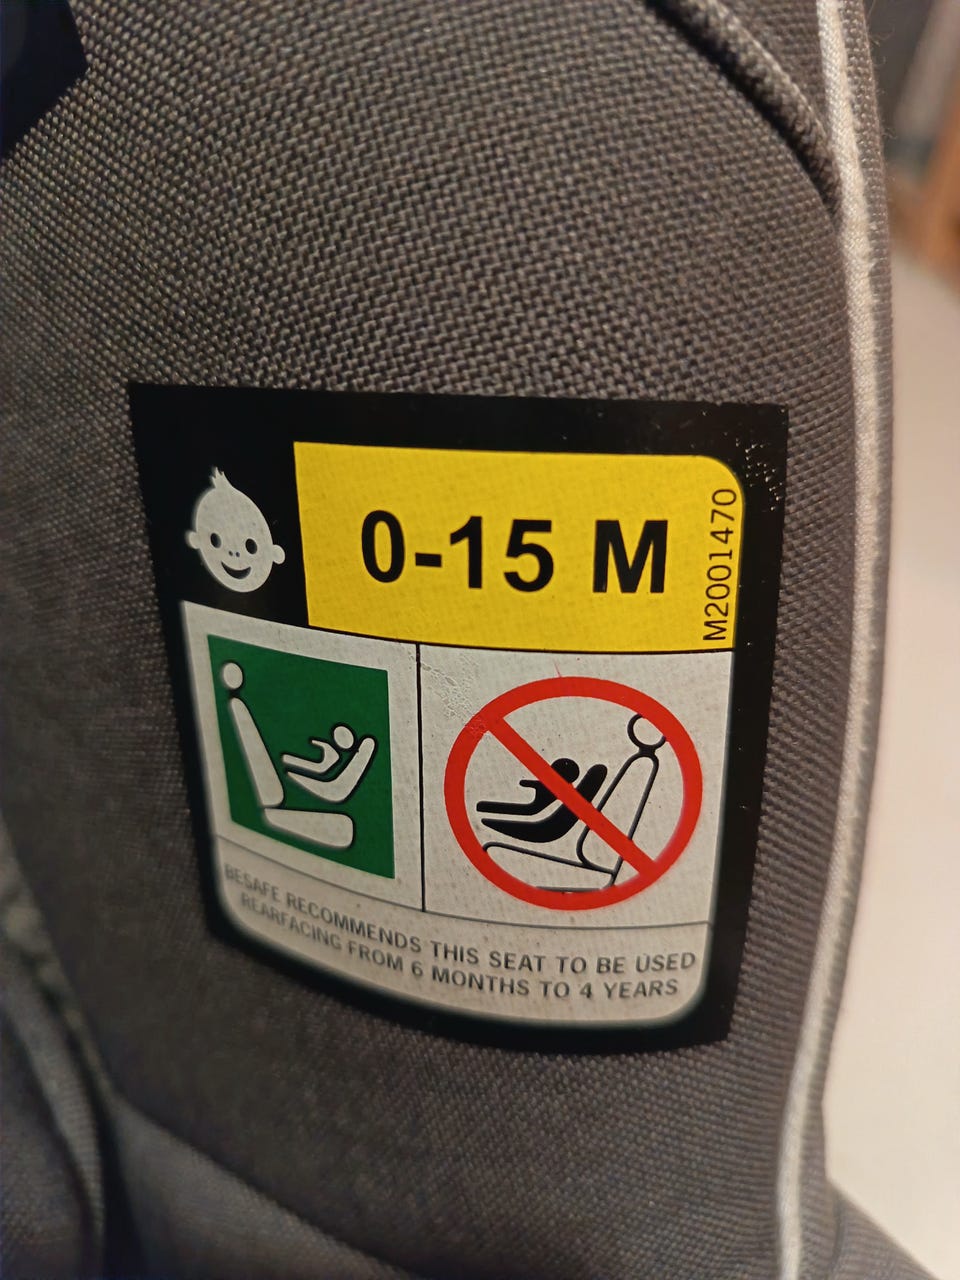 0-15 M
M2001470
BESAFE RECOMMENDS THIS SEAT TO BE USED
REARFACING FROM 6 MONTHS TO 4 YEARS